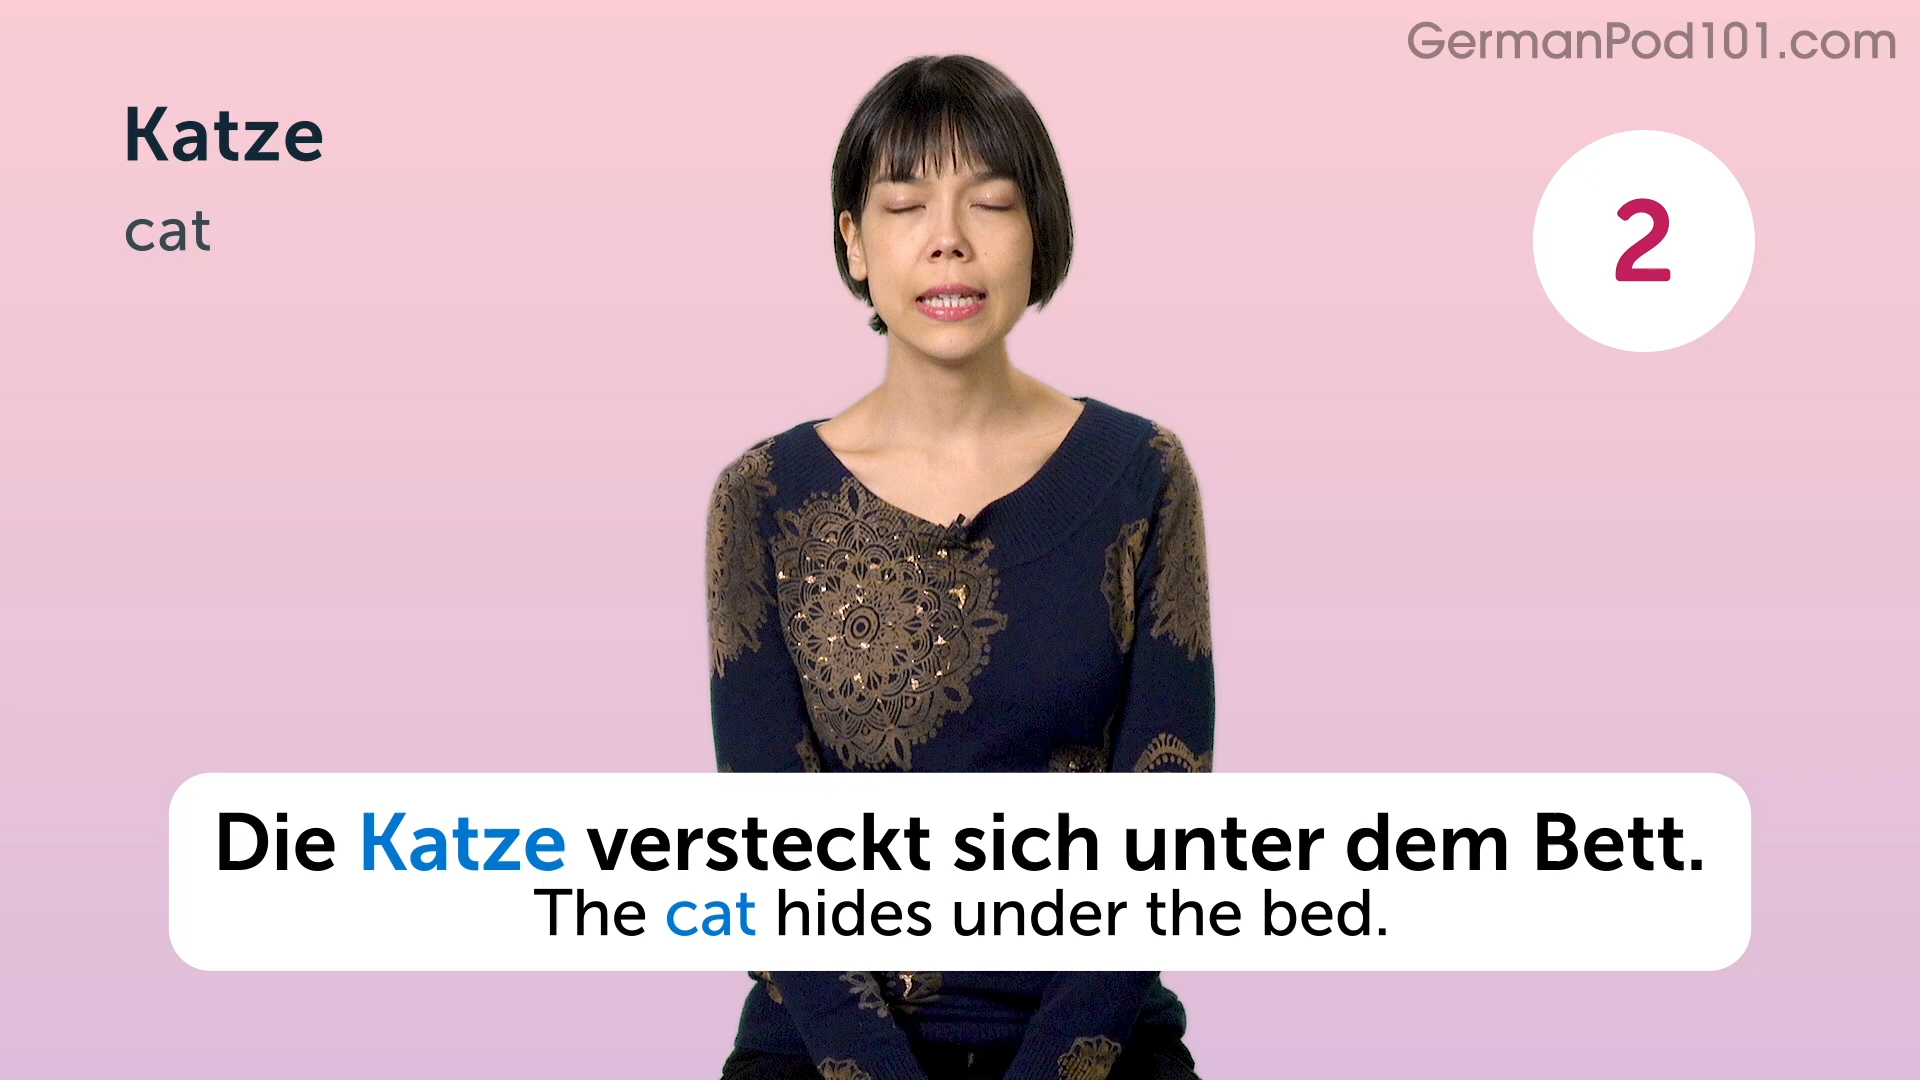 GermanPod101.com
Katze
cat
2
Die Katze versteckt sich unter dem Bett.
The cat hides under the bed.